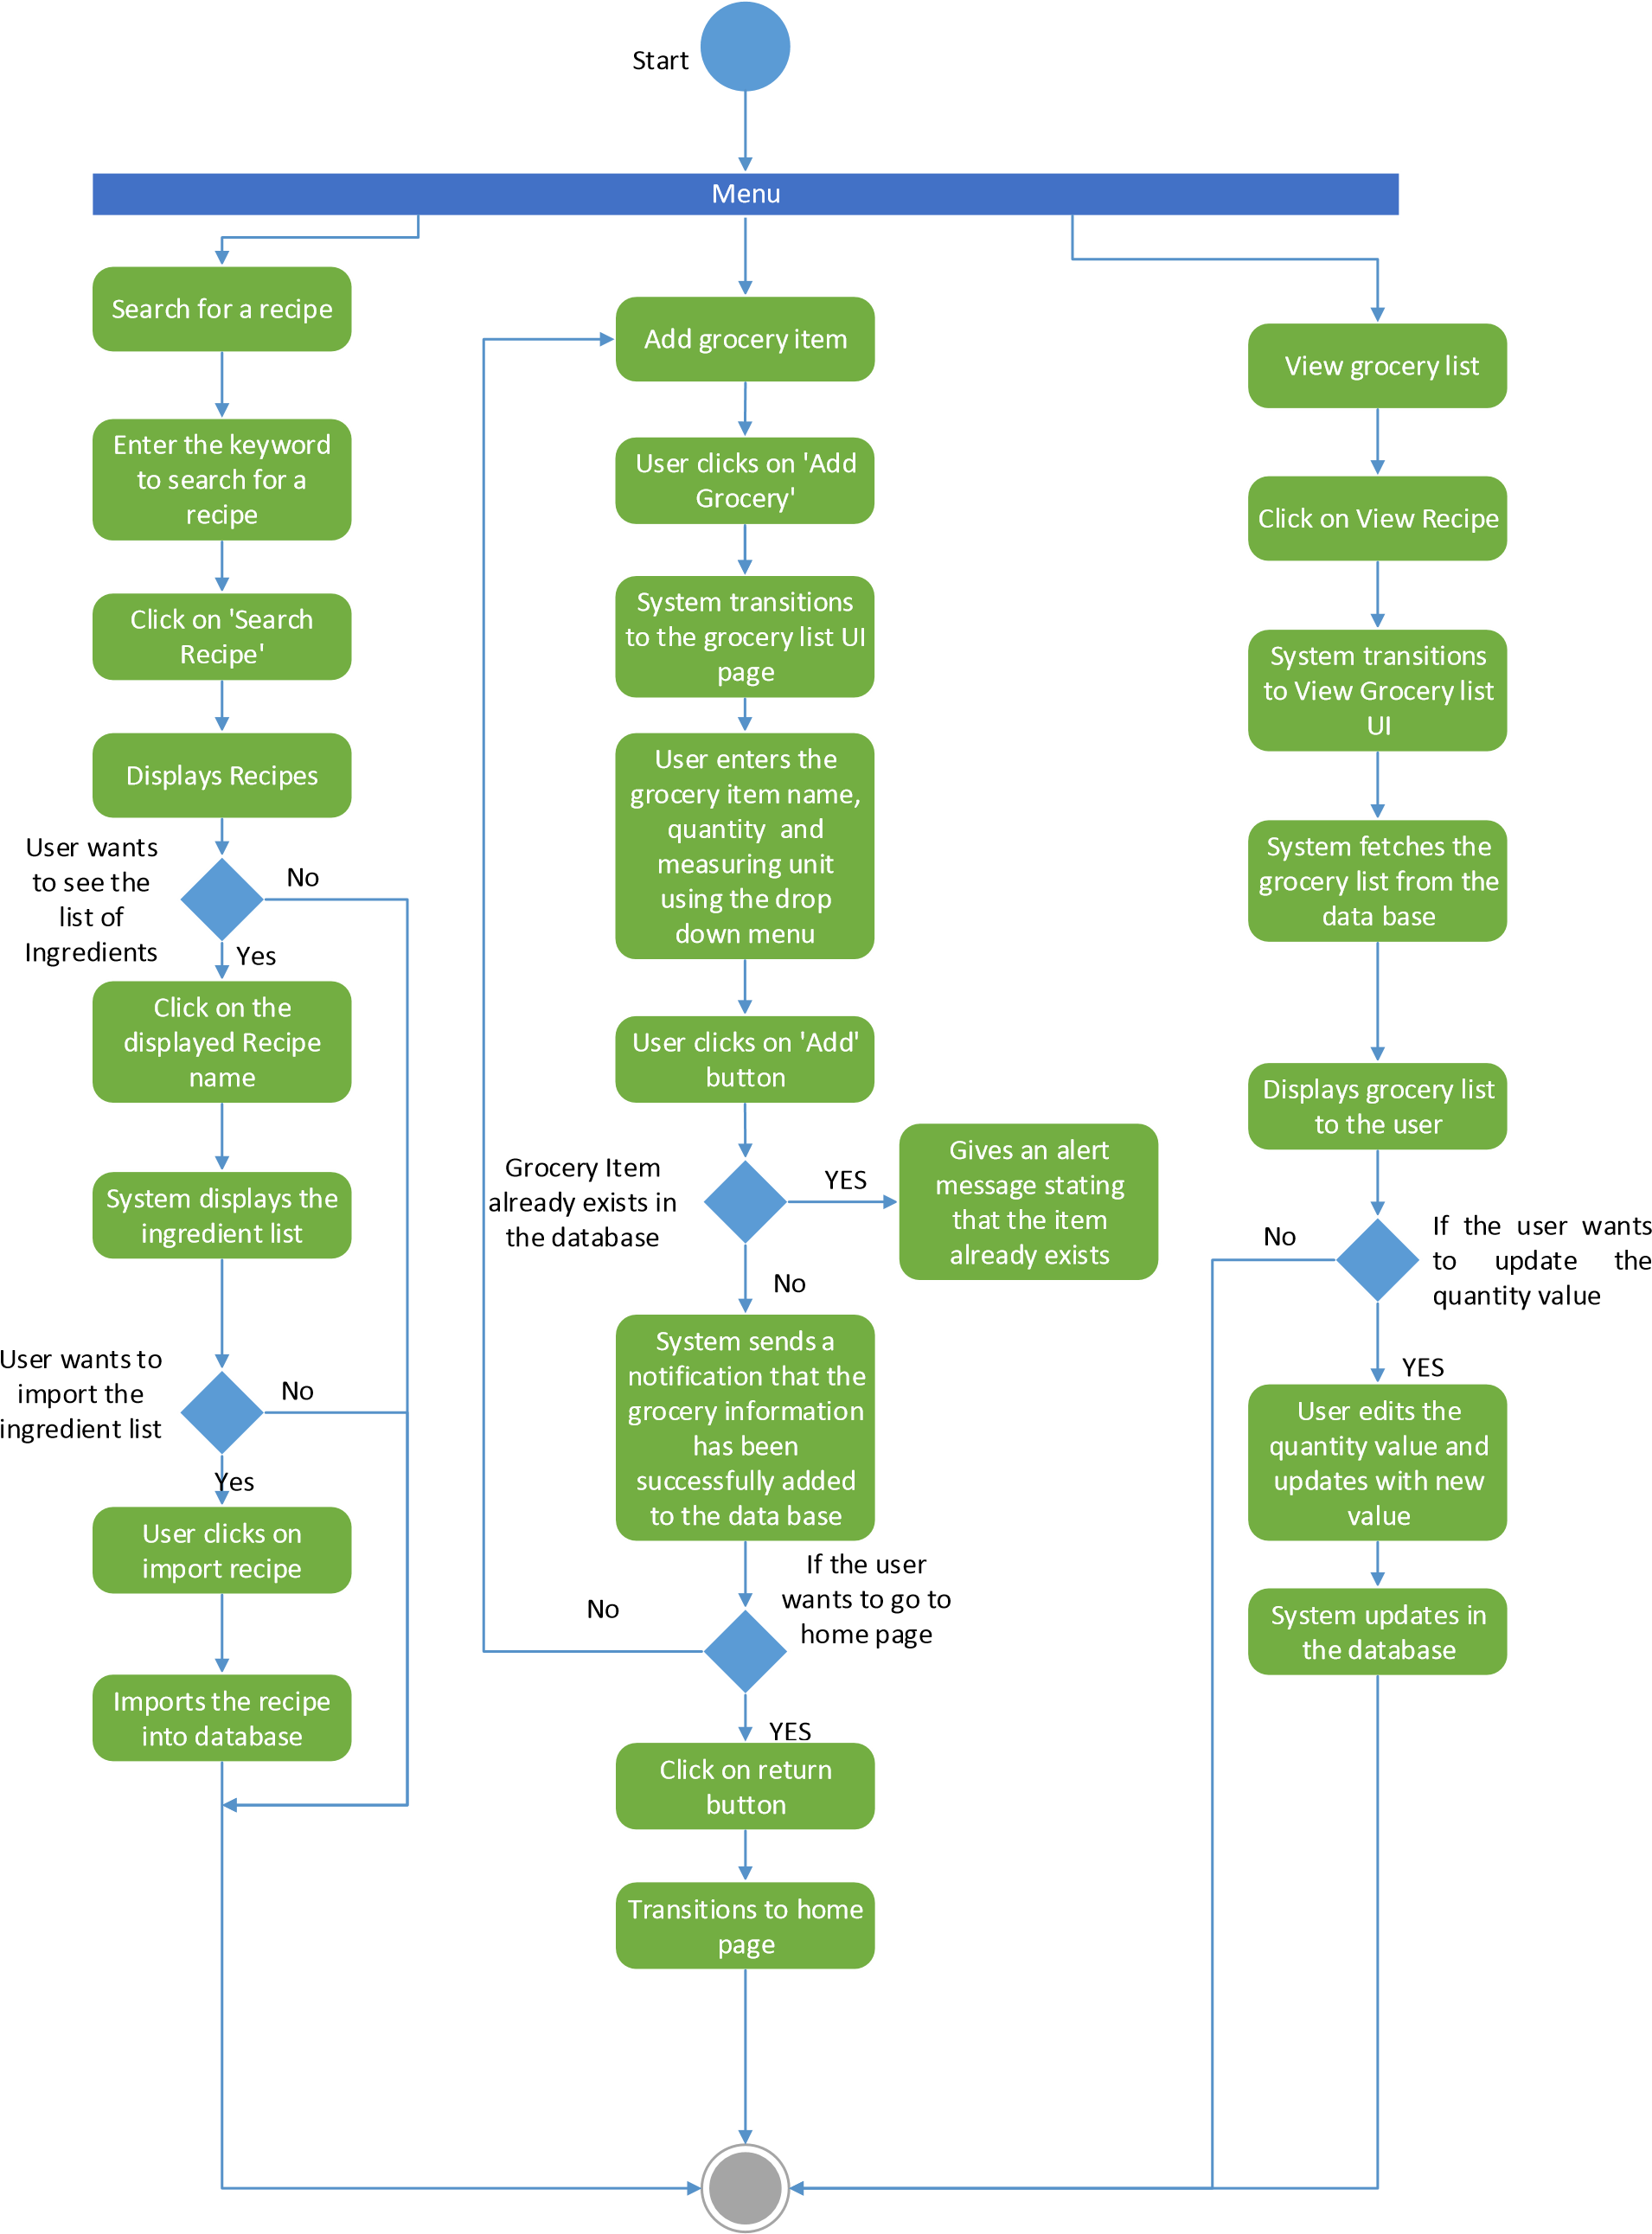 Start
Menu
Search for a recipe
Enter the keyword
to search for a
recipe
Click on 'Search
Recipe'
Displays Recipes
User wants
to see the
list of
Ingredients
No
Yes
Click on the
displayed Recipe
name
System displays the
ingredient list
User wants to
import the
ingredient list
No
Yes
User clicks on
import recipe
Imports the recipe
into database
Add grocery item
User clicks on 'Add
Grocery'
System transitions
to the grocery list UI
page
User enters the
grocery item name,
quantity  and
measuring unit
using the drop
down menu
User clicks on 'Add'
button
Grocery Item
already exists in
the database
YES
Gives an alert
message stating
that the item
already exists
No
System sends a
notification that the
grocery information
has been
successfully added
to the data base
If the user
wants to go to
home page
No
YES
Click on return
button
Transitions to home
page
View grocery list
Click on View Recipe
System transitions
to View Grocery list
UI
System fetches the
grocery list from the
data base
Displays grocery list
to the user
If the user wants
to update the
quantity value
No
YES
User edits the
quantity value and
updates with new
value
System updates in
the database